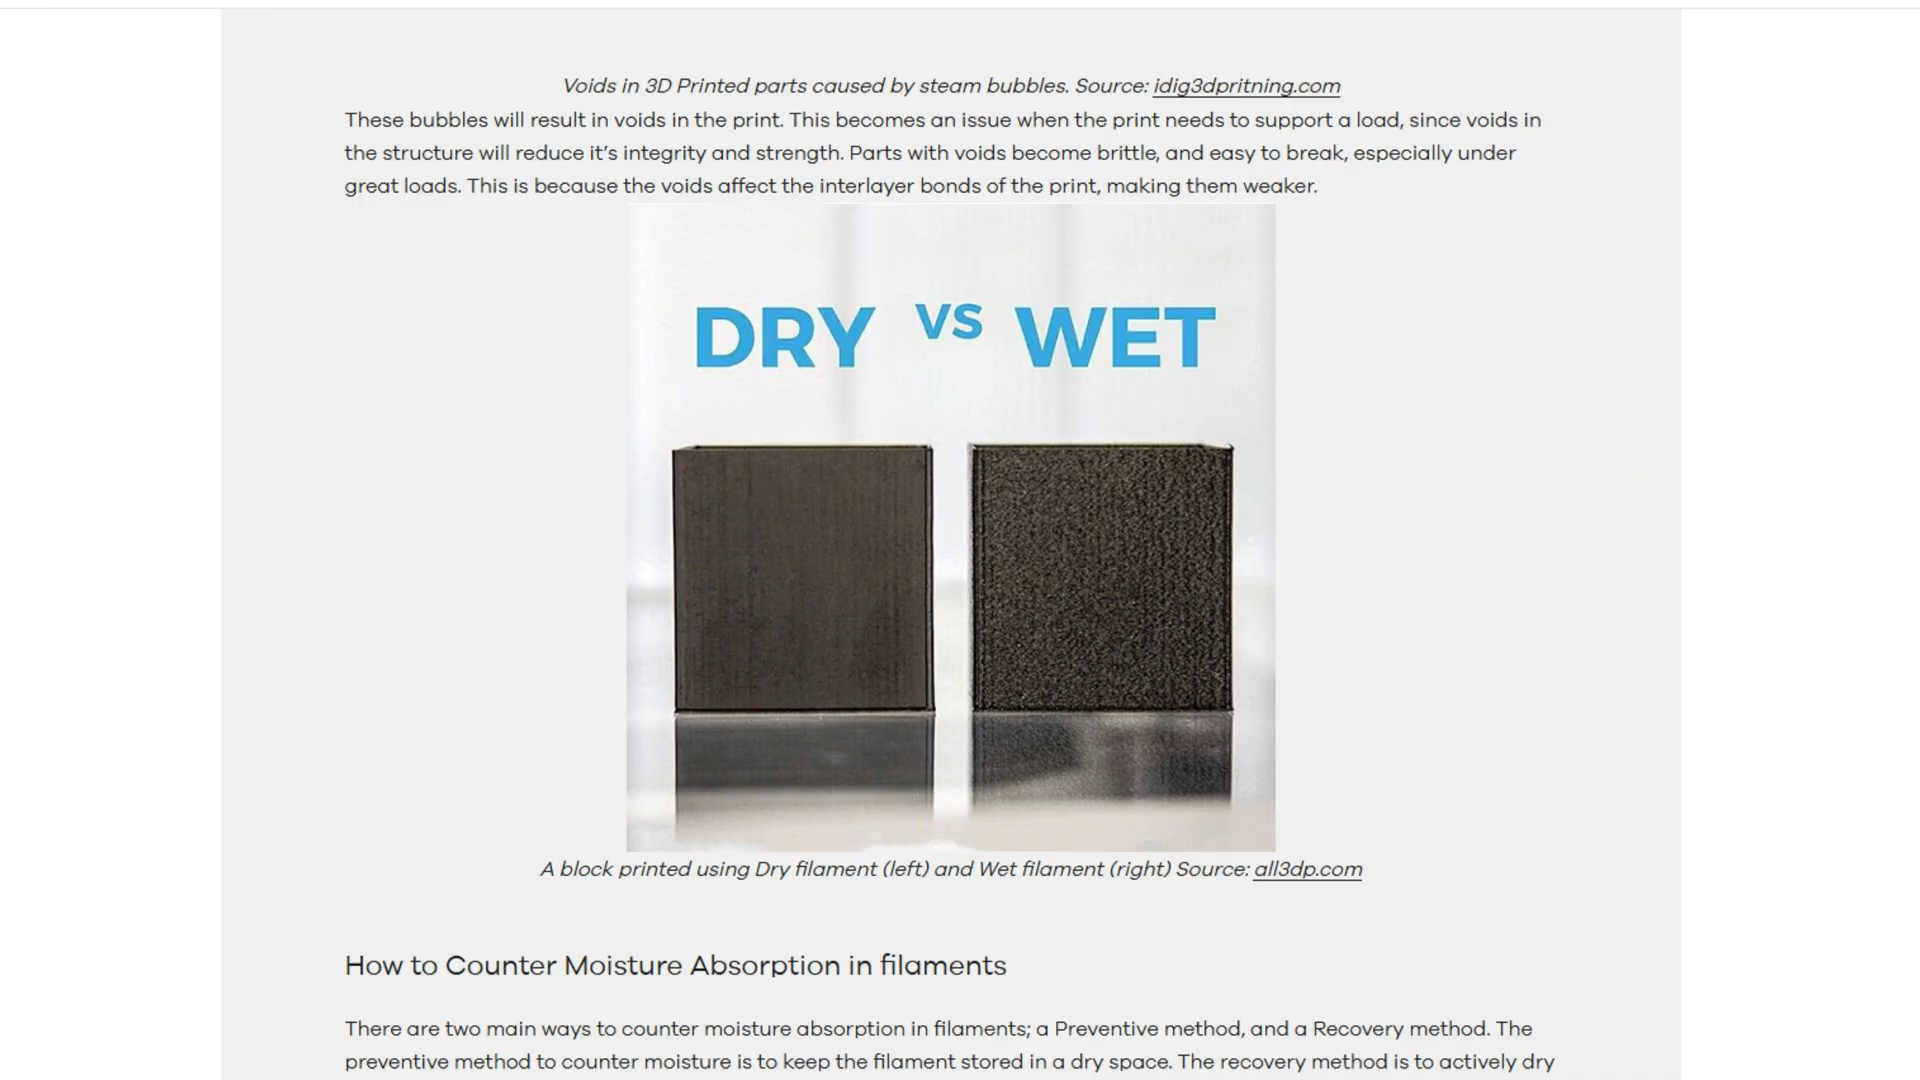 Voids in 3D Printed parts caused by steam bubbles. Source: idig3dpritning.com
These bubbles will result in voids in the print. This becomes an issue when the print needs to support a load, since voids in
the structure will reduce it’s integrity and strength. Parts with voids become brittle, and easy to break, especially under
great loads. This is because the voids affect the interlayer bonds of the print, making them weaker.
DRY VS WET
A block printed using Dry filament (left) and Wet filament (right) Source: all3dp.com
How to Counter Moisture Absorption in filaments
There are two main ways to counter moisture absorption in filaments; a Preventive method, and a Recovery method. The
preventive method to counter moisture is to keep the filament stored in a dry space. The recovery method is to actively dry